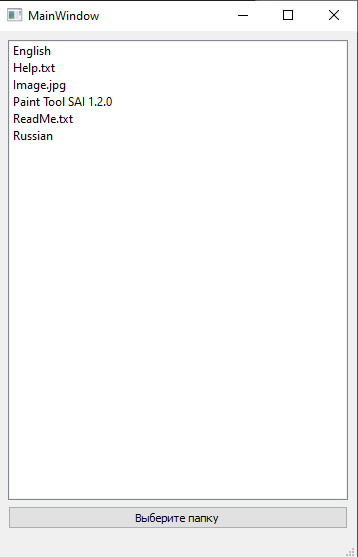 MainWindow
English
Help.txt
Image.jpg
Paint Tool SAI 1.2.0
ReadMe.txt
Russian
Выберите папку